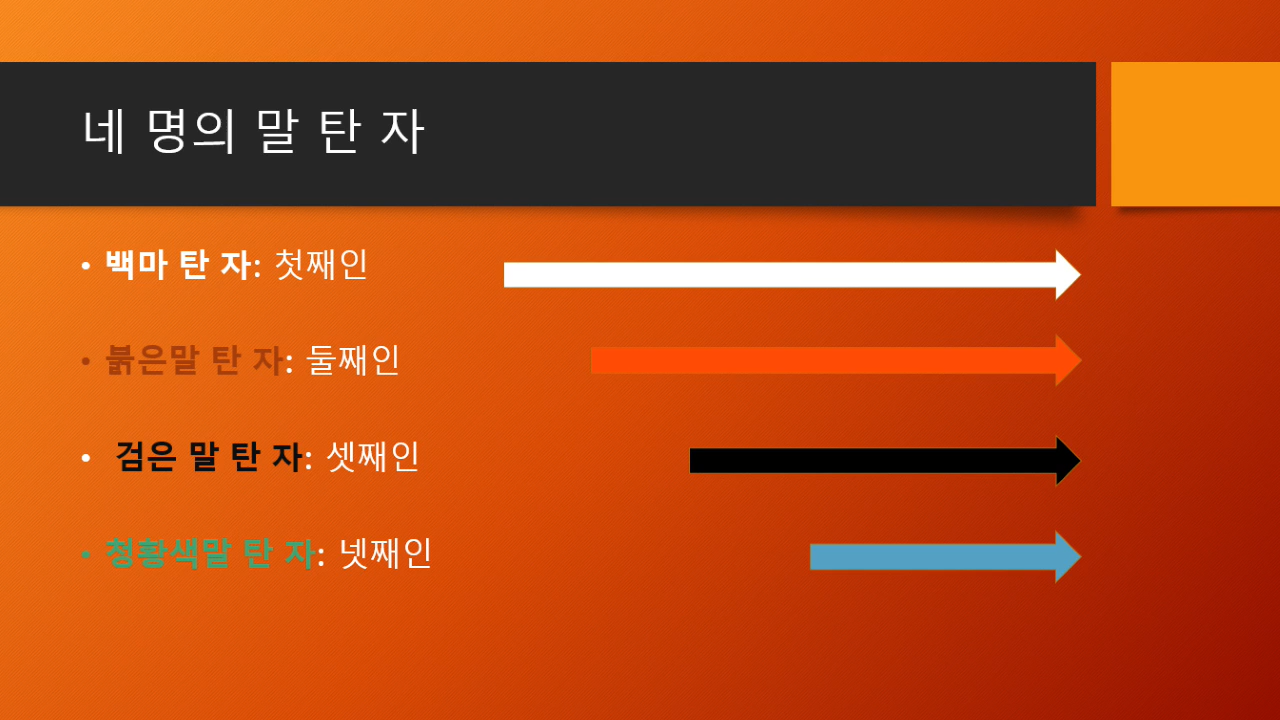 네 명의 말 탄 자
• 백마 탄 자: 첫째인
• 붉은말 탄 자: 둘째인
• 검은 말 탄 자: 셋째인
• 청황색말 탄 자: 넷째인